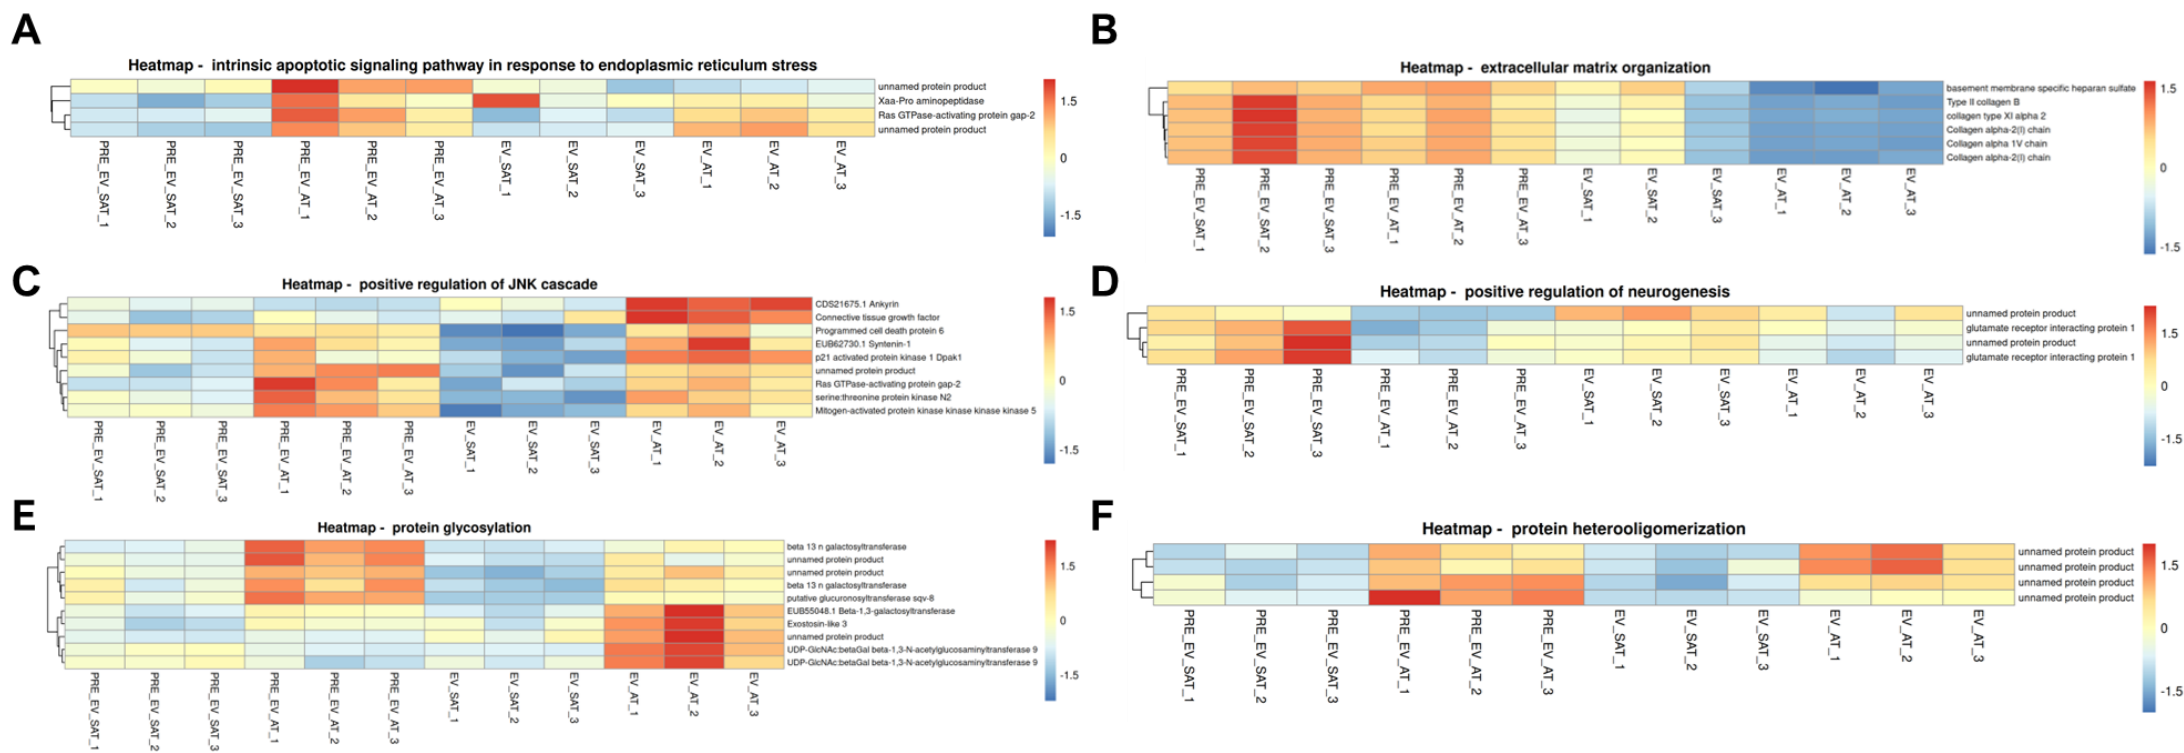 A
Heatmap - intrinsic apoptotic signaling pathway in response to endoplasmic reticulum stress
unnamed protein product
Xaa-Pro aminopeptidase
Ras GTPase-activating protein gap-2
unnamed protein product
1.5
0
-1.5
PRE_EV_SAT_1
PRE_EV_SAT_2
PRE_EV_SAT_3
PRE_EV_AT_1
PRE_EV_AT_2
PRE_EV_AT_3
EV_SAT_1
EV_SAT_2
EV_SAT_3
EV_AT_1
EV_AT_2
EV_AT_3
B
Heatmap - extracellular matrix organization
basement membrane specific heparan sulfate
Type II collagen B
collagen type XI alpha 2
Collagen alpha-2(I) chain
Collagen alpha 1V chain
Collagen alpha-2(I) chain
1.5
0
-1.5
PRE_EV_SAT_1
PRE_EV_SAT_2
PRE_EV_SAT_3
PRE_EV_AT_1
PRE_EV_AT_2
PRE_EV_AT_3
EV_SAT_1
EV_SAT_2
EV_SAT_3
EV_AT_1
EV_AT_2
EV_AT_3
C
Heatmap - positive regulation of JNK cascade
CDS21675.1 Ankyrin
Connective tissue growth factor
Programmed cell death protein 6
EUB62730.1 Syntenin-1
p21 activated protein kinase 1 Dpak1
unnamed protein product
Ras GTPase-activating protein gap-2
serine:threonine protein kinase N2
Mitogen-activated protein kinase kinase kinase kinase 5
1.5
0
-1.5
PRE_EV_SAT_1
PRE_EV_SAT_2
PRE_EV_SAT_3
PRE_EV_AT_1
PRE_EV_AT_2
PRE_EV_AT_3
EV_SAT_1
EV_SAT_2
EV_SAT_3
EV_AT_1
EV_AT_2
EV_AT_3
D
Heatmap - positive regulation of neurogenesis
unnamed protein product
glutamate receptor interacting protein 1
unnamed protein product
glutamate receptor interacting protein 1
1.5
0
-1.5
PRE_EV_SAT_1
PRE_EV_SAT_2
PRE_EV_SAT_3
PRE_EV_AT_1
PRE_EV_AT_2
PRE_EV_AT_3
EV_SAT_1
EV_SAT_2
EV_SAT_3
EV_AT_1
EV_AT_2
EV_AT_3
E
Heatmap - protein glycosylation
beta 13 n galactosyltransferase
unnamed protein product
unnamed protein product
beta 13 n galactosyltransferase
putative glucuronosyltransferase sqv-8
EUB55048.1 Beta-1,3-galactosyltransferase
Exostosin-like 3
unnamed protein product
UDP-GlcNAc:betaGal beta-1,3-N-acetylglucosaminyltransferase 9
UDP-GlcNAc:betaGal beta-1,3-N-acetylglucosaminyltransferase 9
1.5
0
-1.5
PRE_EV_SAT_1
PRE_EV_SAT_2
PRE_EV_SAT_3
PRE_EV_AT_1
PRE_EV_AT_2
PRE_EV_AT_3
EV_SAT_1
EV_SAT_2
EV_SAT_3
EV_AT_1
EV_AT_2
EV_AT_3
F
Heatmap - protein heterooligomerization
unnamed protein product
unnamed protein product
unnamed protein product
unnamed protein product
1.5
0
-1.5
PRE_EV_SAT_1
PRE_EV_SAT_2
PRE_EV_SAT_3
PRE_EV_AT_1
PRE_EV_AT_2
PRE_EV_AT_3
EV_SAT_1
EV_SAT_2
EV_SAT_3
EV_AT_1
EV_AT_2
EV_AT_3